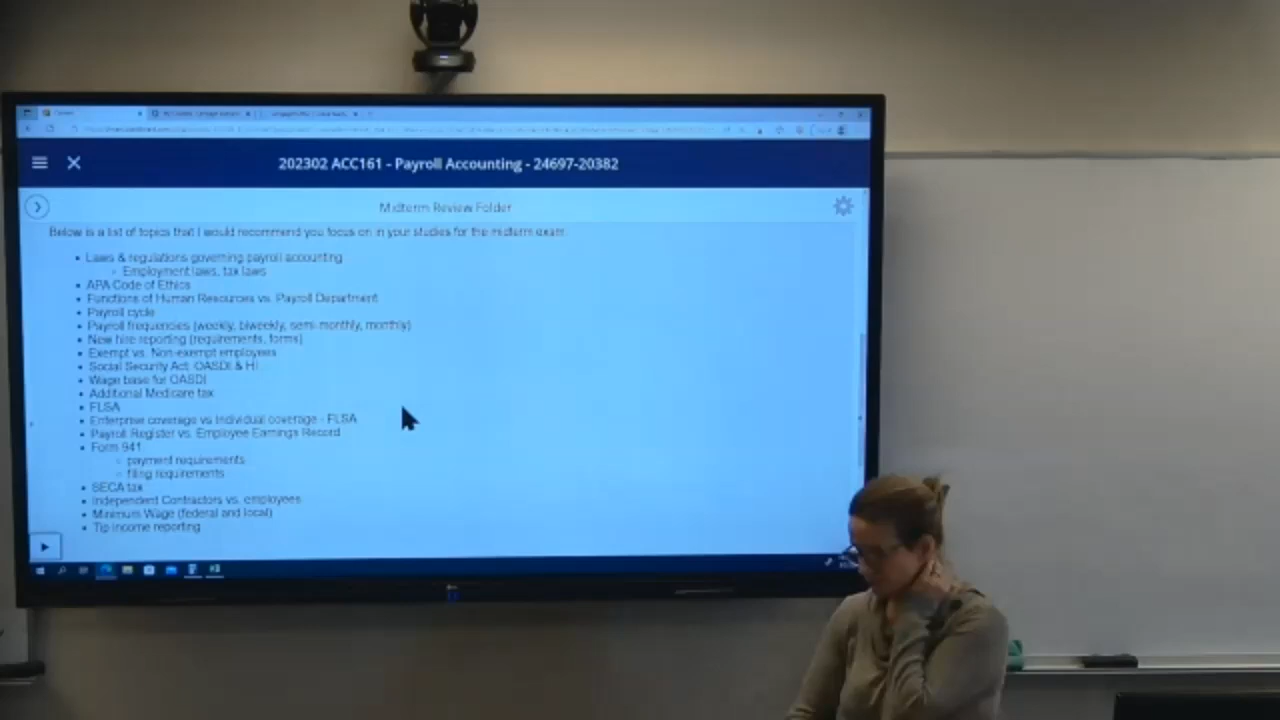 202302 ACC161 - Payroll Accounting - 24697-20382
Midterm Review Folder
Below is a list of topics that I would recommend you focus on in your studies for the midterm exam.
Laws & regulations governing payroll accounting
Employment laws, tax laws
APA Code of Ethics
Functions of Human Resources vs. Payroll Department
Payroll cycle
Payroll frequencies (weekly, biweekly, semi-monthly, monthly)
New hire reporting (requirements, forms)
Exempt vs. Non-exempt employees
Social Security Act: OASDI & HI
Wage base for OASDI
Additional Medicare tax
FLSA
Enterprise coverage vs Individual coverage - FLSA
Payroll Register vs. Employee Earnings Record
Form 941
payment requirements
filing requirements
SECA tax
Independent Contractors vs. employees
Minimum Wage (federal and local)
Tip income reporting